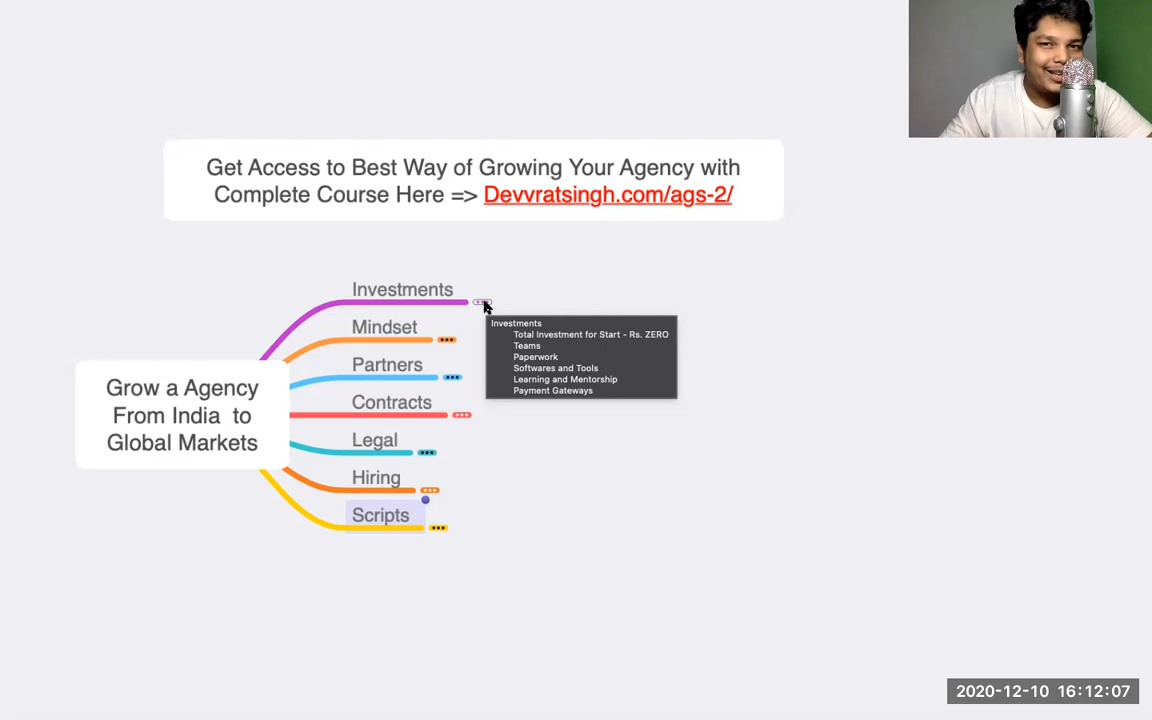 Get Access to Best Way of Growing Your Agency with
Complete Course Here => Devvratsingh.com/ags-2/
Investments
Investments
Total Investment for Start - Rs. ZERO
Teams
Paperwork
Softwares and Tools
Learning and Mentorship
Payment Gateways
Mindset
Partners
Contracts
Legal
Hiring
Scripts
Grow a Agency
From India to
Global Markets
2020-12-10 16:12:07